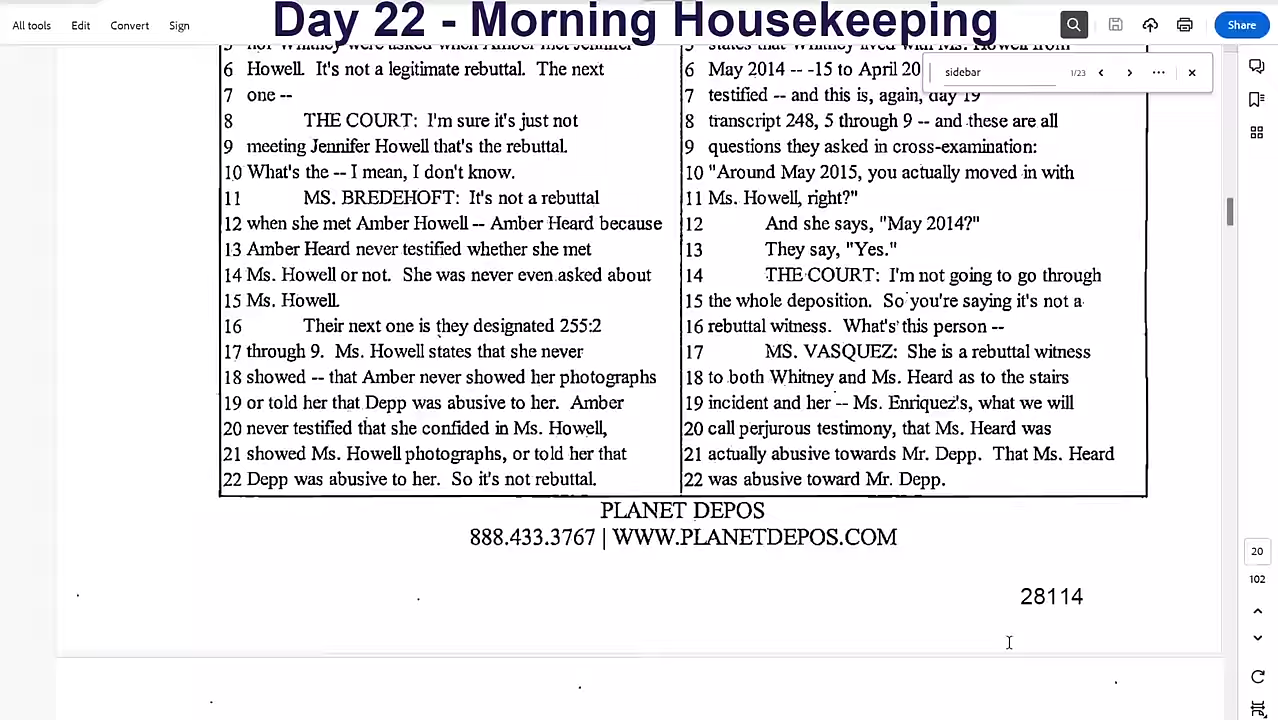 Day 22 - Morning Housekeeping
All tools Edit Convert Sign
Share
sidebar 1/23
6 Howell. It's not a legitimate rebuttal. The next
7 one --
8 THE COURT: I'm sure it's just not
9 meeting Jennifer Howell that's the rebuttal.
10 What's the -- I mean, I don't know.
11 MS. BREDEHOFT: It's not a rebuttal
12 when she met Amber Howell -- Amber Heard because
13 Amber Heard never testified whether she met
14 Ms. Howell or not. She was never even asked about
15 Ms. Howell.
16 Their next one is they designated 255:2
17 through 9. Ms. Howell states that she never
18 showed -- that Amber never showed her photographs
19 or told her that Depp was abusive to her. Amber
20 never testified that she confided in Ms. Howell,
21 showed Ms. Howell photographs, or told her that
22 Depp was abusive to her. So it's not rebuttal.
5 states that Whitney lived with Ms. Howell from
6 May 2014 -- -15 to April 20
7 testified -- and this is, again, day 19
8 transcript 248, 5 through 9 -- and these are all
9 questions they asked in cross-examination:
10 "Around May 2015, you actually moved in with
11 Ms. Howell, right?"
12 And she says, "May 2014?"
13 They say, "Yes."
14 THE COURT: I'm not going to go through
15 the whole deposition. So you're saying it's not a
16 rebuttal witness. What's this person --
17 MS. VASQUEZ: She is a rebuttal witness
18 to both Whitney and Ms. Heard as to the stairs
19 incident and her -- Ms. Enriquez's, what we will
20 call perjurous testimony, that Ms. Heard was
21 actually abusive towards Mr. Depp. That Ms. Heard
22 was abusive toward Mr. Depp.
PLANET DEPOS
888.433.3767 | WWW.PLANETDEPOS.COM
28114
20
102